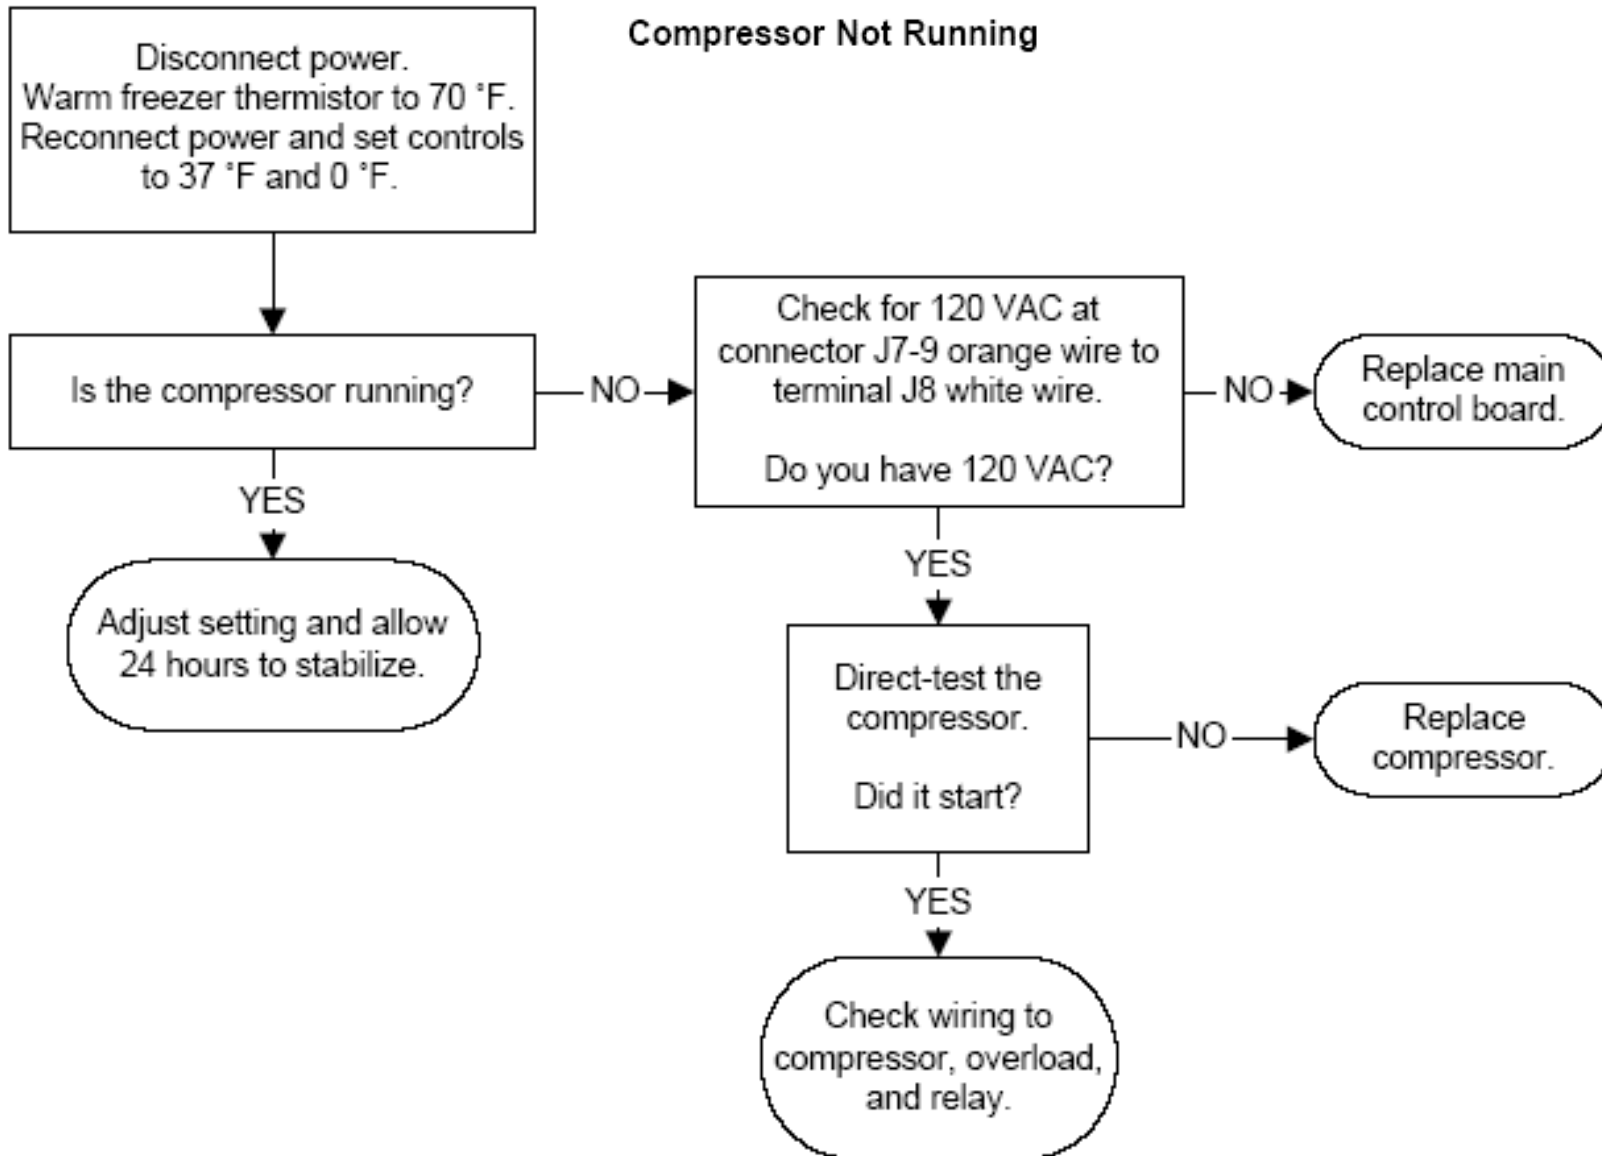 Compressor Not Running
Disconnect power.
Warm freezer thermistor to 70 °F.
Reconnect power and set controls
to 37 °F and 0 °F.
Is the compressor running?
NO
Check for 120 VAC at
connector J7-9 orange wire to
terminal J8 white wire.
Do you have 120 VAC?
NO
Replace main
control board.
YES
Adjust setting and allow
24 hours to stabilize.
YES
Direct-test the
compressor.
Did it start?
NO
Replace
compressor.
YES
Check wiring to
compressor, overload,
and relay.